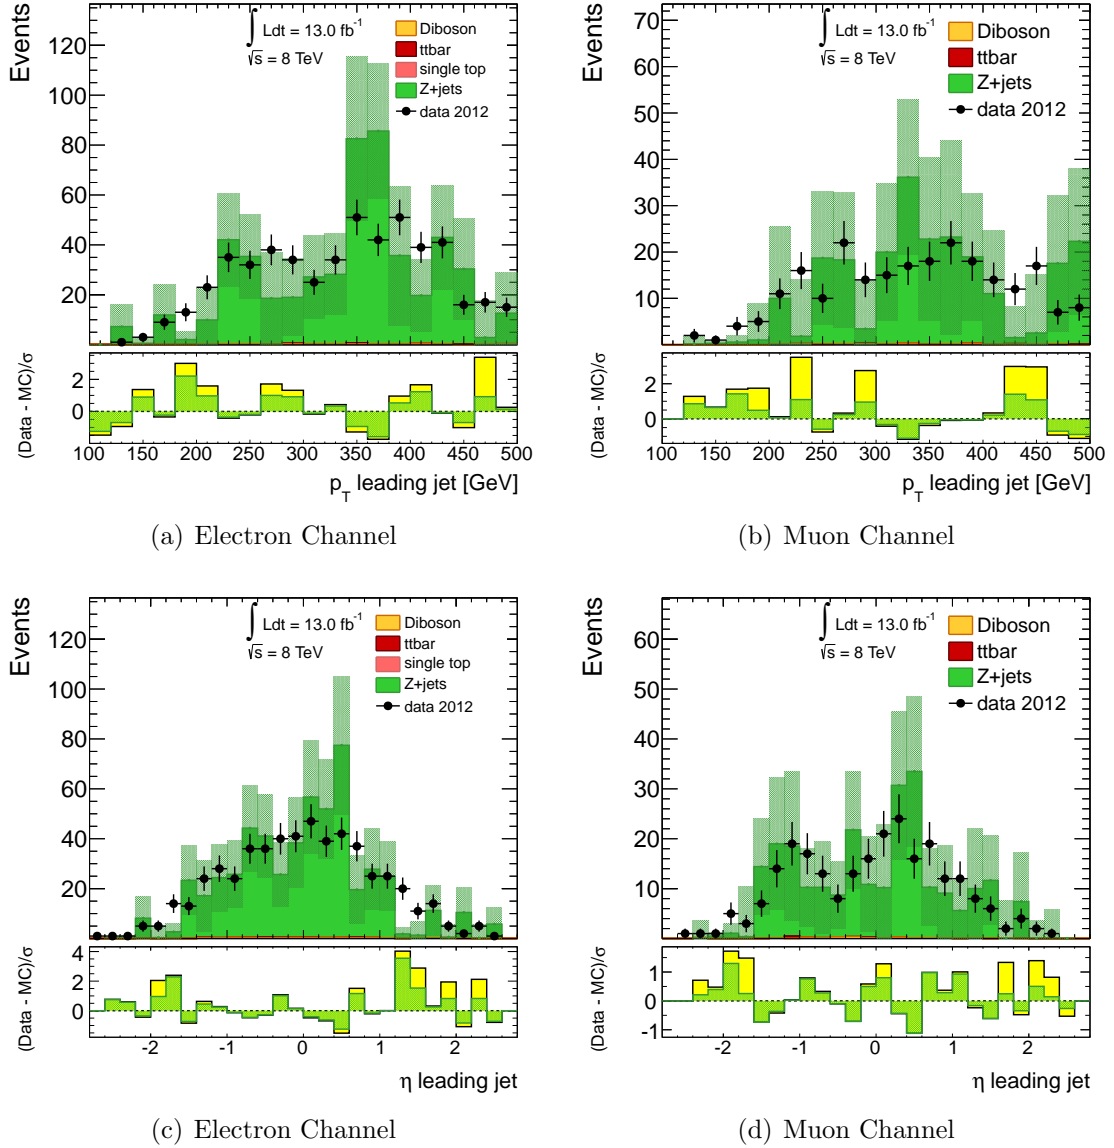 Events
∫ Ldt = 13.0 fb⁻¹
√s = 8 TeV
Diboson
ttbar
single top
Z+jets
data 2012
120
100
80
60
40
20
(Data - MC)/σ
2
0
100 150 200 250 300 350 400 450 500
p_T leading jet [GeV]
(a) Electron Channel
Events
∫ Ldt = 13.0 fb⁻¹
√s = 8 TeV
Diboson
ttbar
Z+jets
data 2012
70
60
50
40
30
20
10
0
(Data - MC)/σ
2
0
100 150 200 250 300 350 400 450 500
p_T leading jet [GeV]
(b) Muon Channel
Events
∫ Ldt = 13.0 fb⁻¹
√s = 8 TeV
Diboson
ttbar
single top
Z+jets
data 2012
120
100
80
60
40
20
(Data - MC)/σ
4
2
0
-2 -1 0 1 2
η leading jet
(c) Electron Channel
Events
∫ Ldt = 13.0 fb⁻¹
√s = 8 TeV
Diboson
ttbar
Z+jets
data 2012
60
50
40
30
20
10
0
(Data - MC)/σ
1
0
-1
-2 -1 0 1 2
η leading jet
(d) Muon Channel